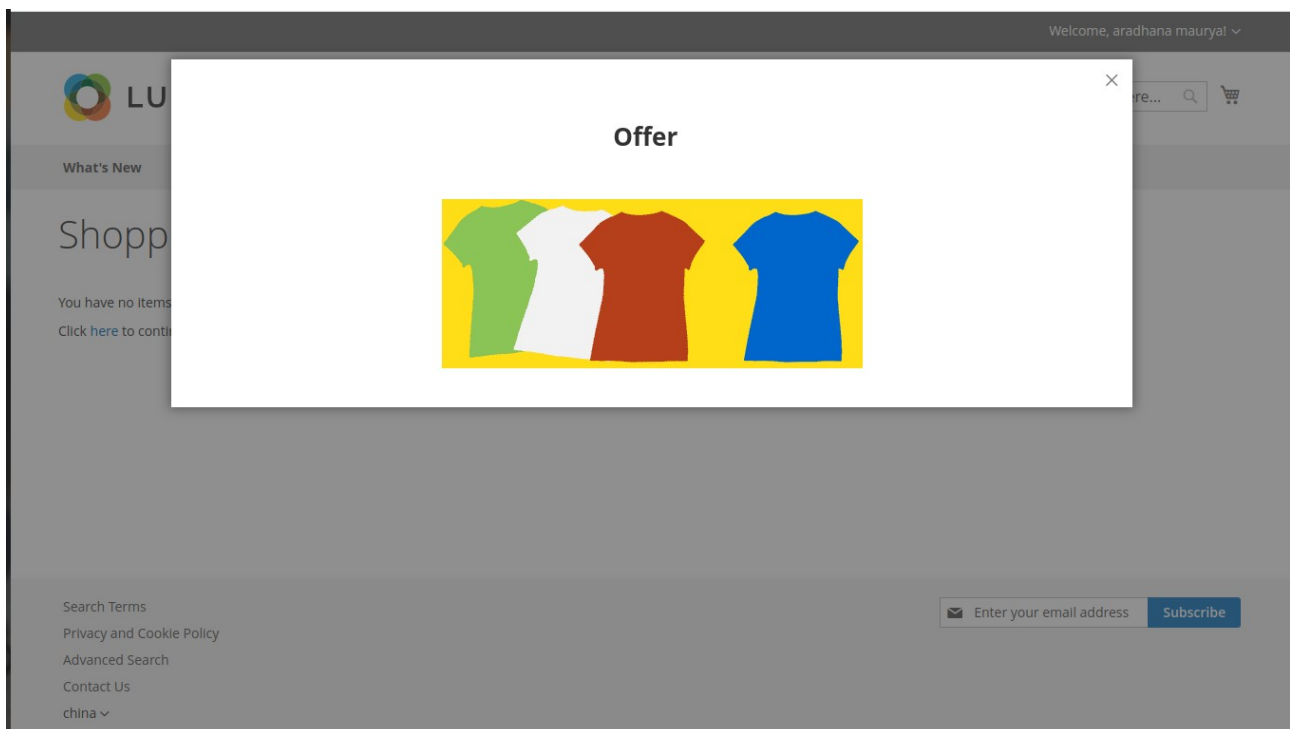 Welcome, aradhana maurya!
LU
ere...
Offer
What's New
Shopp
You have no items
Click here to conti
Search Terms
Privacy and Cookie Policy
Advanced Search
Contact Us
china
Enter your email address
Subscribe